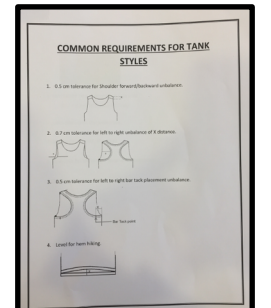 COMMON REQUIREMENTS FOR TANK
STYLES
1. 0.5 cm tolerance for Shoulder forward/backward unbalance.
2. 0.7 cm tolerance for left to right unbalance of X distance.
3. 0.5 cm tolerance for left to right bar tack placement unbalance.
Bar Tack point
4. Level for hem hiking.